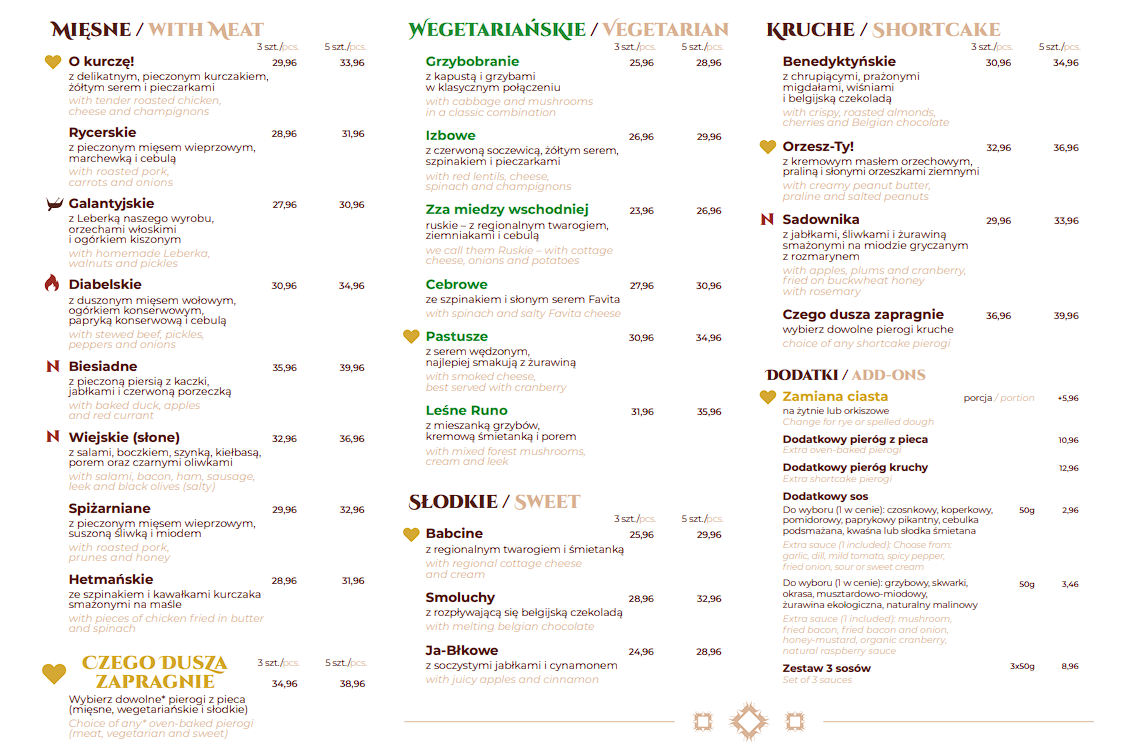 Mięsne / with Meat
3 szt./pcs. 5 szt./pcs.
O kurczę! 29,96 33,96
z delikatnym, pieczonym kurczakiem,
żółtym serem i pieczarkami
with tender roasted chicken,
cheese and champignons
Rycerskie 28,96 31,96
z pieczonym mięsem wieprzowym,
marchewką i cebulą
with roasted pork,
carrots and onions
Galantyjskie 27,96 30,96
z Leberką naszego wyrobu,
orzechami włoskimi
i ogórkiem kiszonym
with homemade Leberka,
walnuts and pickles
Diabelskie 30,96 34,96
z duszonym mięsem wołowym,
ogórkiem konserwowym,
papryką konserwową i cebulą
with stewed beef, pickles,
peppers and onions
N Biesiadne 35,96 39,96
z pieczoną piersią z kaczki,
jabłkami i czerwoną porzeczką
with baked duck, apples
and red currant
N Wiejskie (słone) 32,96 36,96
z salami, boczkiem, szynką, kiełbasą,
porem oraz czarnymi oliwkami
with salami, bacon, ham, sausage,
leek and black olives (salty)
Spiżarniane 29,96 32,96
z pieczonym mięsem wieprzowym,
suszoną śliwką i miodem
with roasted pork,
prunes and honey
Hetmańskie 28,96 31,96
ze szpinakiem i kawałkami kurczaka
smażonymi na maśle
with pieces of chicken fried in butter
and spinach
Czego Dusza
Zapragnie
3 szt./pcs. 5 szt./pcs.
34,96 38,96
Wybierz dowolne* pierogi z pieca
(mięsne, wegetariańskie i słodkie)
Choice of any* oven-baked pierogi
(meat, vegetarian and sweet)
Wegetariańskie / Vegetarian
3 szt./pcs. 5 szt./pcs.
Grzybobranie 25,96 28,96
z kapustą i grzybami
w klasycznym połączeniu
with cabbage and mushrooms
in a classic combination
Izbowe 26,96 29,96
z czerwoną soczewicą, żółtym serem,
szpinakiem i pieczarkami
with red lentils, cheese,
spinach and champignons
Zza miedzy wschodniej 23,96 26,96
ruskie – z regionalnym twarogiem,
ziemniakami i cebulą
we call them Ruskie – with cottage
cheese, onions and potatoes
Cebrowe 27,96 30,96
ze szpinakiem i słonym serem Favita
with spinach and salty Favita cheese
Pastusze 30,96 34,96
z serem wędzonym,
najlepiej smakują z żurawiną
with smoked cheese,
best served with cranberry
Leśne Runo 31,96 35,96
z mieszanką grzybów,
kremową śmietanką i porem
with mixed forest mushrooms,
cream and leek
Słodkie / Sweet
3 szt./pcs. 5 szt./pcs.
Babcine 25,96 29,96
z regionalnym twarogiem i śmietanką
with regional cottage cheese
and cream
Smoluchy 28,96 32,96
z rozpływającą się belgijską czekoladą
with melting belgian chocolate
Ja-Błkowe 24,96 28,96
z soczystymi jabłkami i cynamonem
with juicy apples and cinnamon
Kruche / Shortcake
3 szt./pcs. 5 szt./pcs.
Benedyktyńskie 30,96 34,96
z chrupiącymi, prażonymi
migdałami, wiśniami
i belgijską czekoladą
with crispy, roasted almonds,
cherries and Belgian chocolate
Orzesz-Ty! 32,96 36,96
z kremowym masłem orzechowym,
praliną i słonymi orzeszkami ziemnymi
with creamy peanut butter,
praline and salted peanuts
N Sadownika 29,96 33,96
z jabłkami, śliwkami i żurawiną
smażonymi na miodzie gryczanym
z rozmarynem
with apples, plums and cranberry,
fried on buckwheat honey
with rosemary
Czego dusza zapragnie 36,96 39,96
wybierz dowolne pierogi kruche
choice of any shortcake pierogi
Dodatki / Add-ons
Zamiana ciasta porcja / portion +5,96
na żytnie lub orkiszowe
Change for rye or spelled dough
Dodatkowy pieróg z pieca 10,96
Extra oven-baked pierogi
Dodatkowy pieróg kruchy 12,96
Extra shortcake pierogi
Dodatkowy sos
Do wyboru (1 w cenie): czosnkowy, koperkowy, 50g 2,96
pomidorowy, paprykowy pikantny, cebulka
podsmażana, kwaśna lub słodka śmietana
Extra sauce (1 included): Choose from:
garlic, dill, mild tomato, spicy pepper,
fried onion, sour or sweet cream
Do wyboru (1 w cenie): grzybowy, skwarki, 50g 3,46
okrasa, musztardowo-miodowy,
żurawina ekologiczna, naturalny malinowy
Extra sauce (1 included): mushroom,
fried bacon, fried bacon and onion,
honey-mustard, organic cranberry,
natural raspberry sauce
Zestaw 3 sosów 3x50g 8,96
Set of 3 sauces